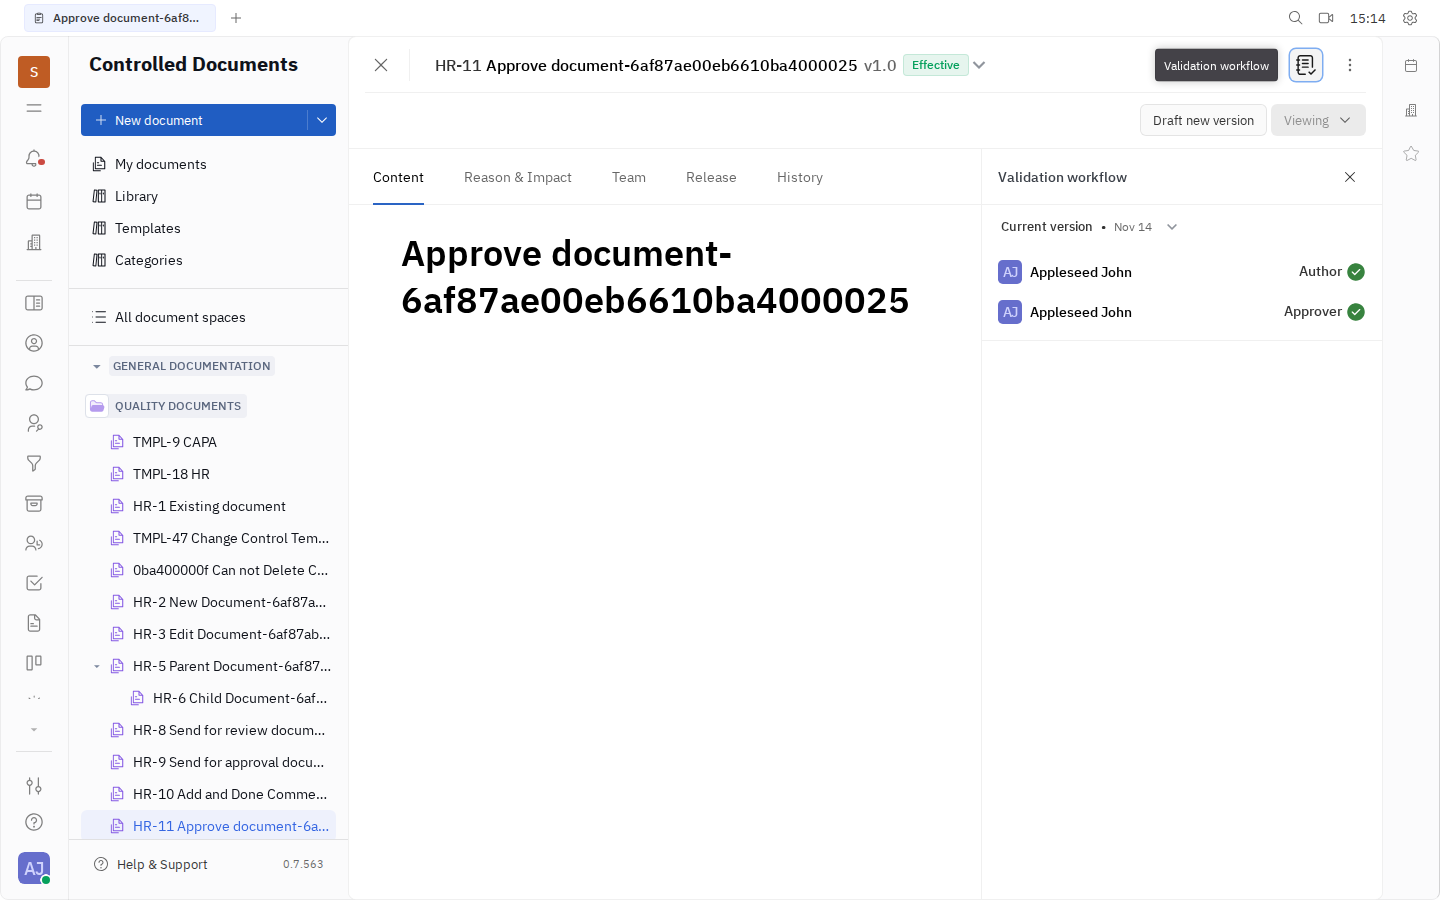 Approve document-6af8...
15:14
S
Controlled Documents
New document
My documents
Library
Templates
Categories
All document spaces
GENERAL DOCUMENTATION
QUALITY DOCUMENTS
TMPL-9 CAPA
TMPL-18 HR
HR-1 Existing document
TMPL-47 Change Control Tem...
0ba400000f Can not Delete C...
HR-2 New Document-6af87a...
HR-3 Edit Document-6af87ab...
HR-5 Parent Document-6af87...
HR-6 Child Document-6af...
HR-8 Send for review docum...
HR-9 Send for approval docu...
HR-10 Add and Done Comme...
HR-11 Approve document-6a...
Help & Support 0.7.563
AJ
HR-11 Approve document-6af87ae00eb6610ba4000025 v1.0 Effective
Validation workflow
Draft new version
Viewing
Content Reason & Impact Team Release History
Approve document-
6af87ae00eb6610ba4000025
Validation workflow
Current version • Nov 14
AJ Appleseed John Author
AJ Appleseed John Approver